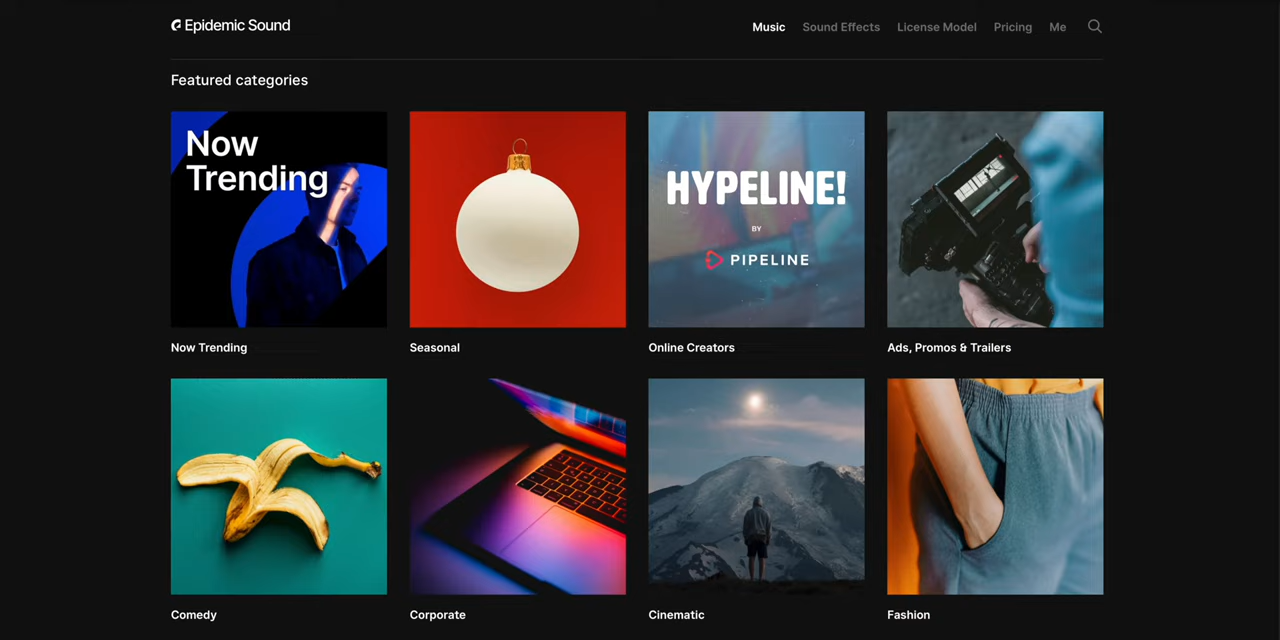 Epidemic Sound
Music Sound Effects License Model Pricing Me
Featured categories
Now
Trending
HYPELINE!
BY
PIPELINE
Now Trending
Seasonal
Online Creators
Ads, Promos & Trailers
Comedy
Corporate
Cinematic
Fashion